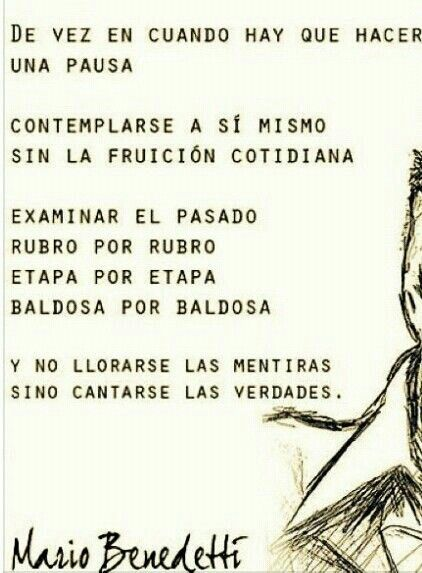 DE VEZ EN CUANDO HAY QUE HACER
UNA PAUSA
CONTEMPLARSE A SÍ MISMO
SIN LA FRUICIÓN COTIDIANA
EXAMINAR EL PASADO
RUBRO POR RUBRO
ETAPA POR ETAPA
BALDOSA POR BALDOSA
Y NO LLORARSE LAS MENTIRAS
SINO CANTARSE LAS VERDADES.
Mario Benedetti